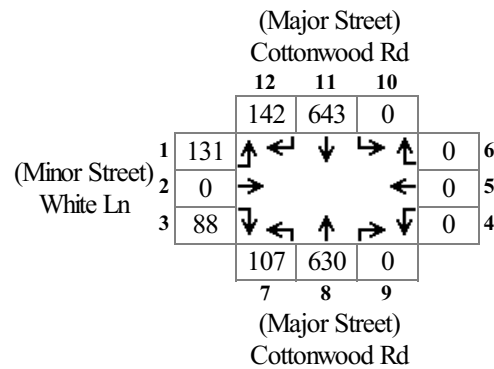 (Major Street)
Cottonwood Rd
12 11 10
142 643 0
1 131 0 6
(Minor Street) 2 0 0 5
White Ln
3 88 0 4
107 630 0
7 8 9
(Major Street)
Cottonwood Rd